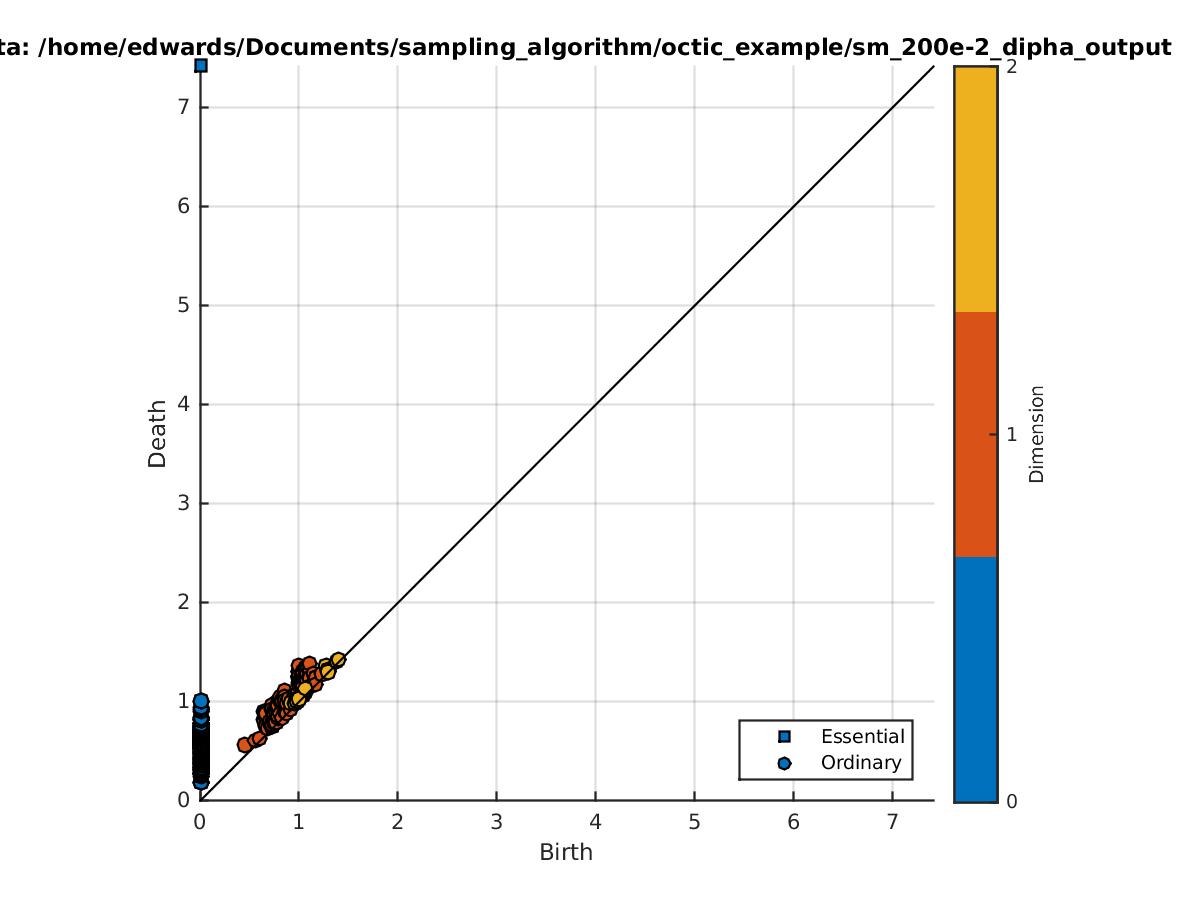 ta: /home/edwards/Documents/sampling_algorithm/octic_example/sm_200e-2_dipha_output
7
6
5
4
3
2
1
0
Death
0 1 2 3 4 5 6 7
Birth
Essential
Ordinary
2
1
0
Dimension